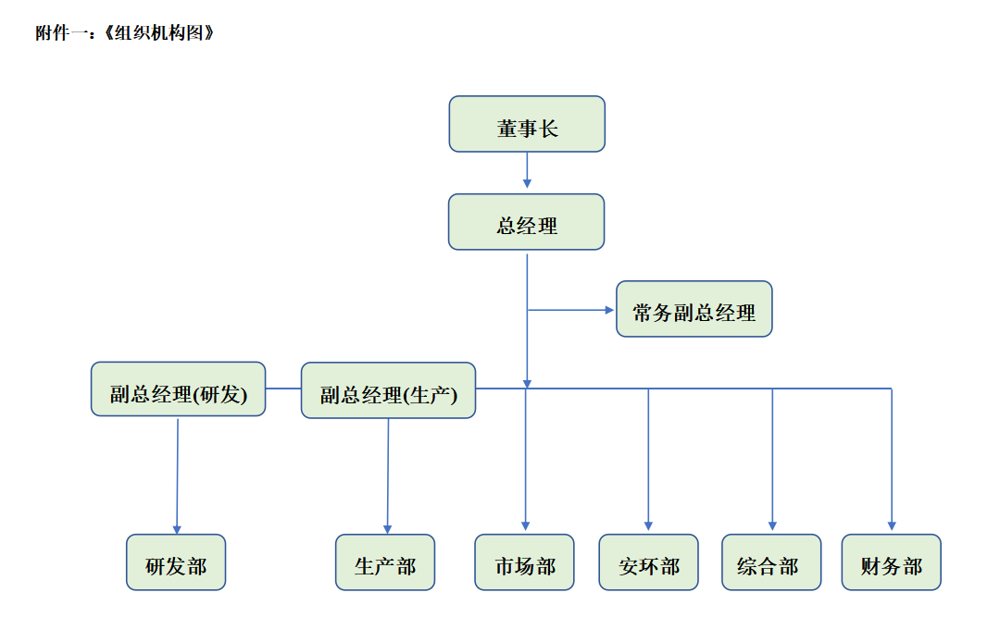 附件一：《组织机构图》
董事长
总经理
常务副总经理
副总经理(研发)
副总经理(生产)
研发部
生产部
市场部
安环部
综合部
财务部